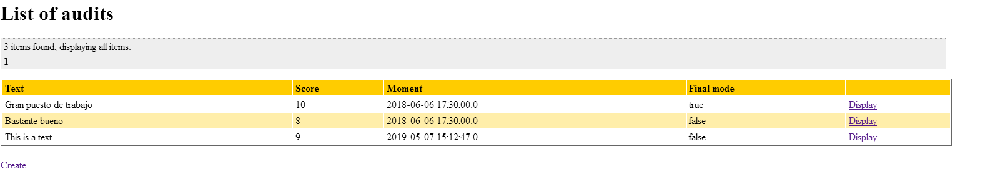 List of audits
3 items found, displaying all items.
1
Text Score Moment Final mode
Gran puesto de trabajo 10 2018-06-06 17:30:00.0 true Display
Bastante bueno 8 2018-06-06 17:30:00.0 false Display
This is a text 9 2019-05-07 15:12:47.0 false Display
Create